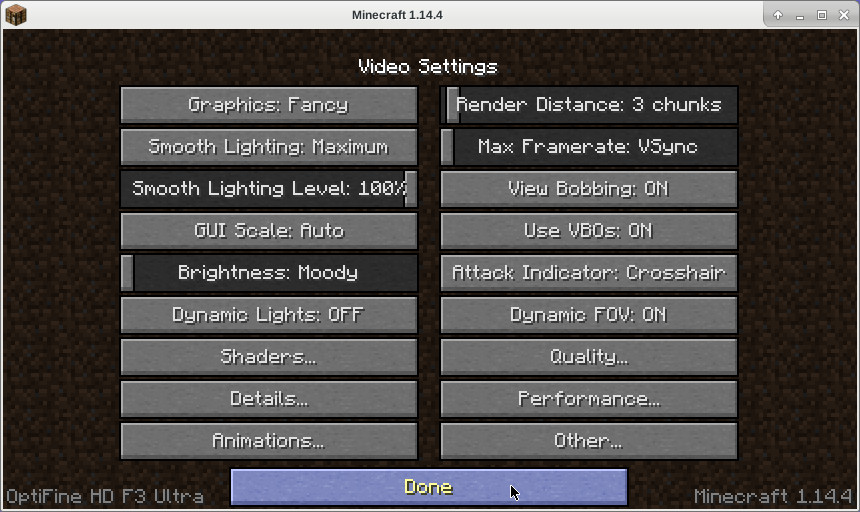 Minecraft 1.14.4
Video Settings
Graphics: Fancy
Render Distance: 3 chunks
Smooth Lighting: Maximum
Max Framerate: VSync
Smooth Lighting Level: 100%
View Bobbing: ON
GUI Scale: Auto
Use VBOs: ON
Brightness: Moody
Attack Indicator: Crosshair
Dynamic Lights: OFF
Dynamic FOV: ON
Shaders...
Quality...
Details...
Performance...
Animations...
Other...
Done
OptiFine HD F3 Ultra
Minecraft 1.14.4